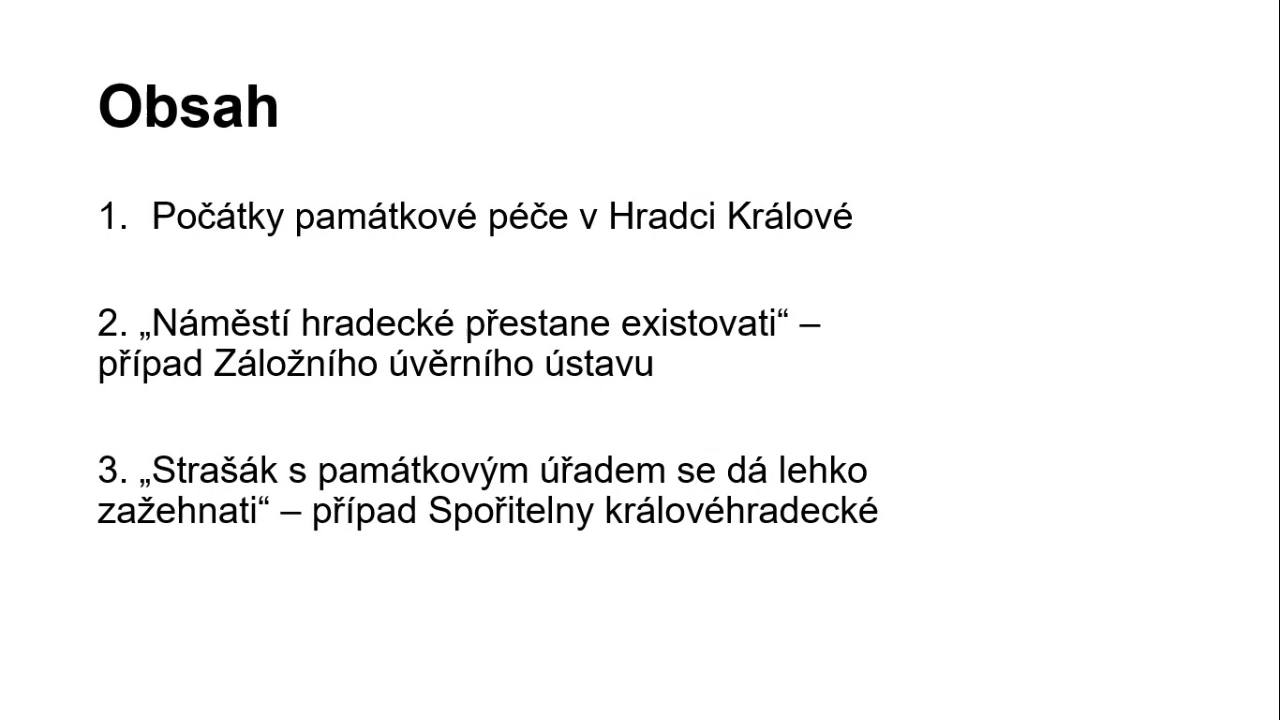 Obsah
1. Počátky památkové péče v Hradci Králové
2. „Náměstí hradecké přestane existovati“ –
případ Záložního úvěrního ústavu
3. „Strašák s památkovým úřadem se dá lehko
zažehnati“ – případ Spořitelny královéhradecké